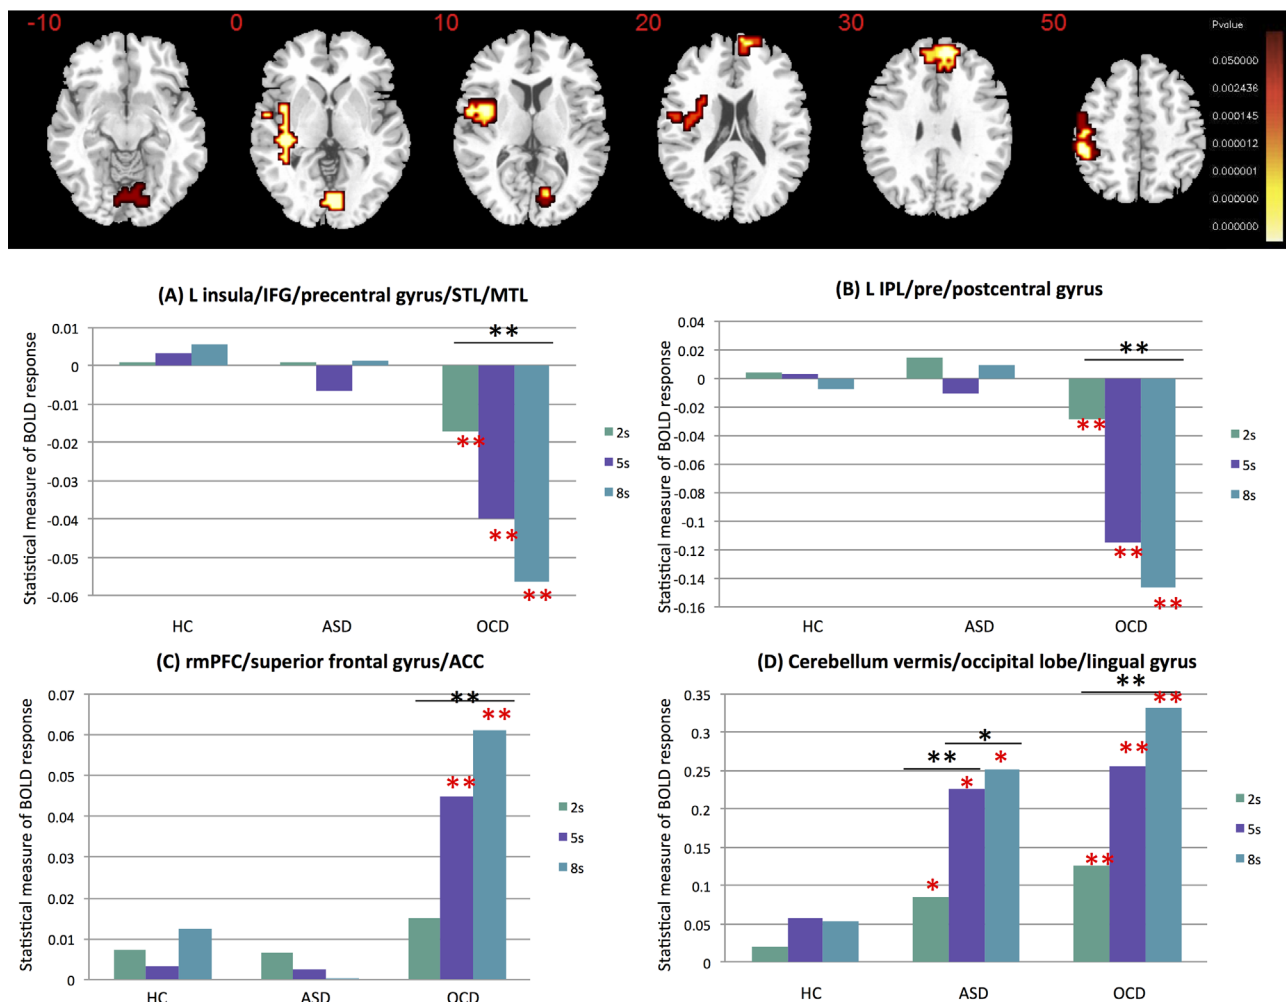 -10 0 10 20 30 50
Pvalue
0.050000
0.002436
0.000145
0.000012
0.000001
0.000000
0.000000
(A) L insula/IFG/precentral gyrus/STL/MTL
Statistical measure of BOLD response
0.01
0
-0.01
-0.02
-0.03
-0.04
-0.05
-0.06
**
**
**
**
HC ASD OCD
2s
5s
8s
(B) L IPL/pre/postcentral gyrus
Statistical measure of BOLD response
0.04
0.02
0
-0.02
-0.04
-0.06
-0.08
-0.1
-0.12
-0.14
-0.16
**
**
**
**
HC ASD OCD
2s
5s
8s
(C) rmPFC/superior frontal gyrus/ACC
Statistical measure of BOLD response
0.07
0.06
0.05
0.04
0.03
0.02
0.01
0
**
**
**
HC ASD OCD
2s
5s
8s
(D) Cerebellum vermis/occipital lobe/lingual gyrus
Statistical measure of BOLD response
0.35
0.3
0.25
0.2
0.15
0.1
0.05
0
**
**
*
**
** *
*
* **
HC ASD OCD
2s
5s
8s